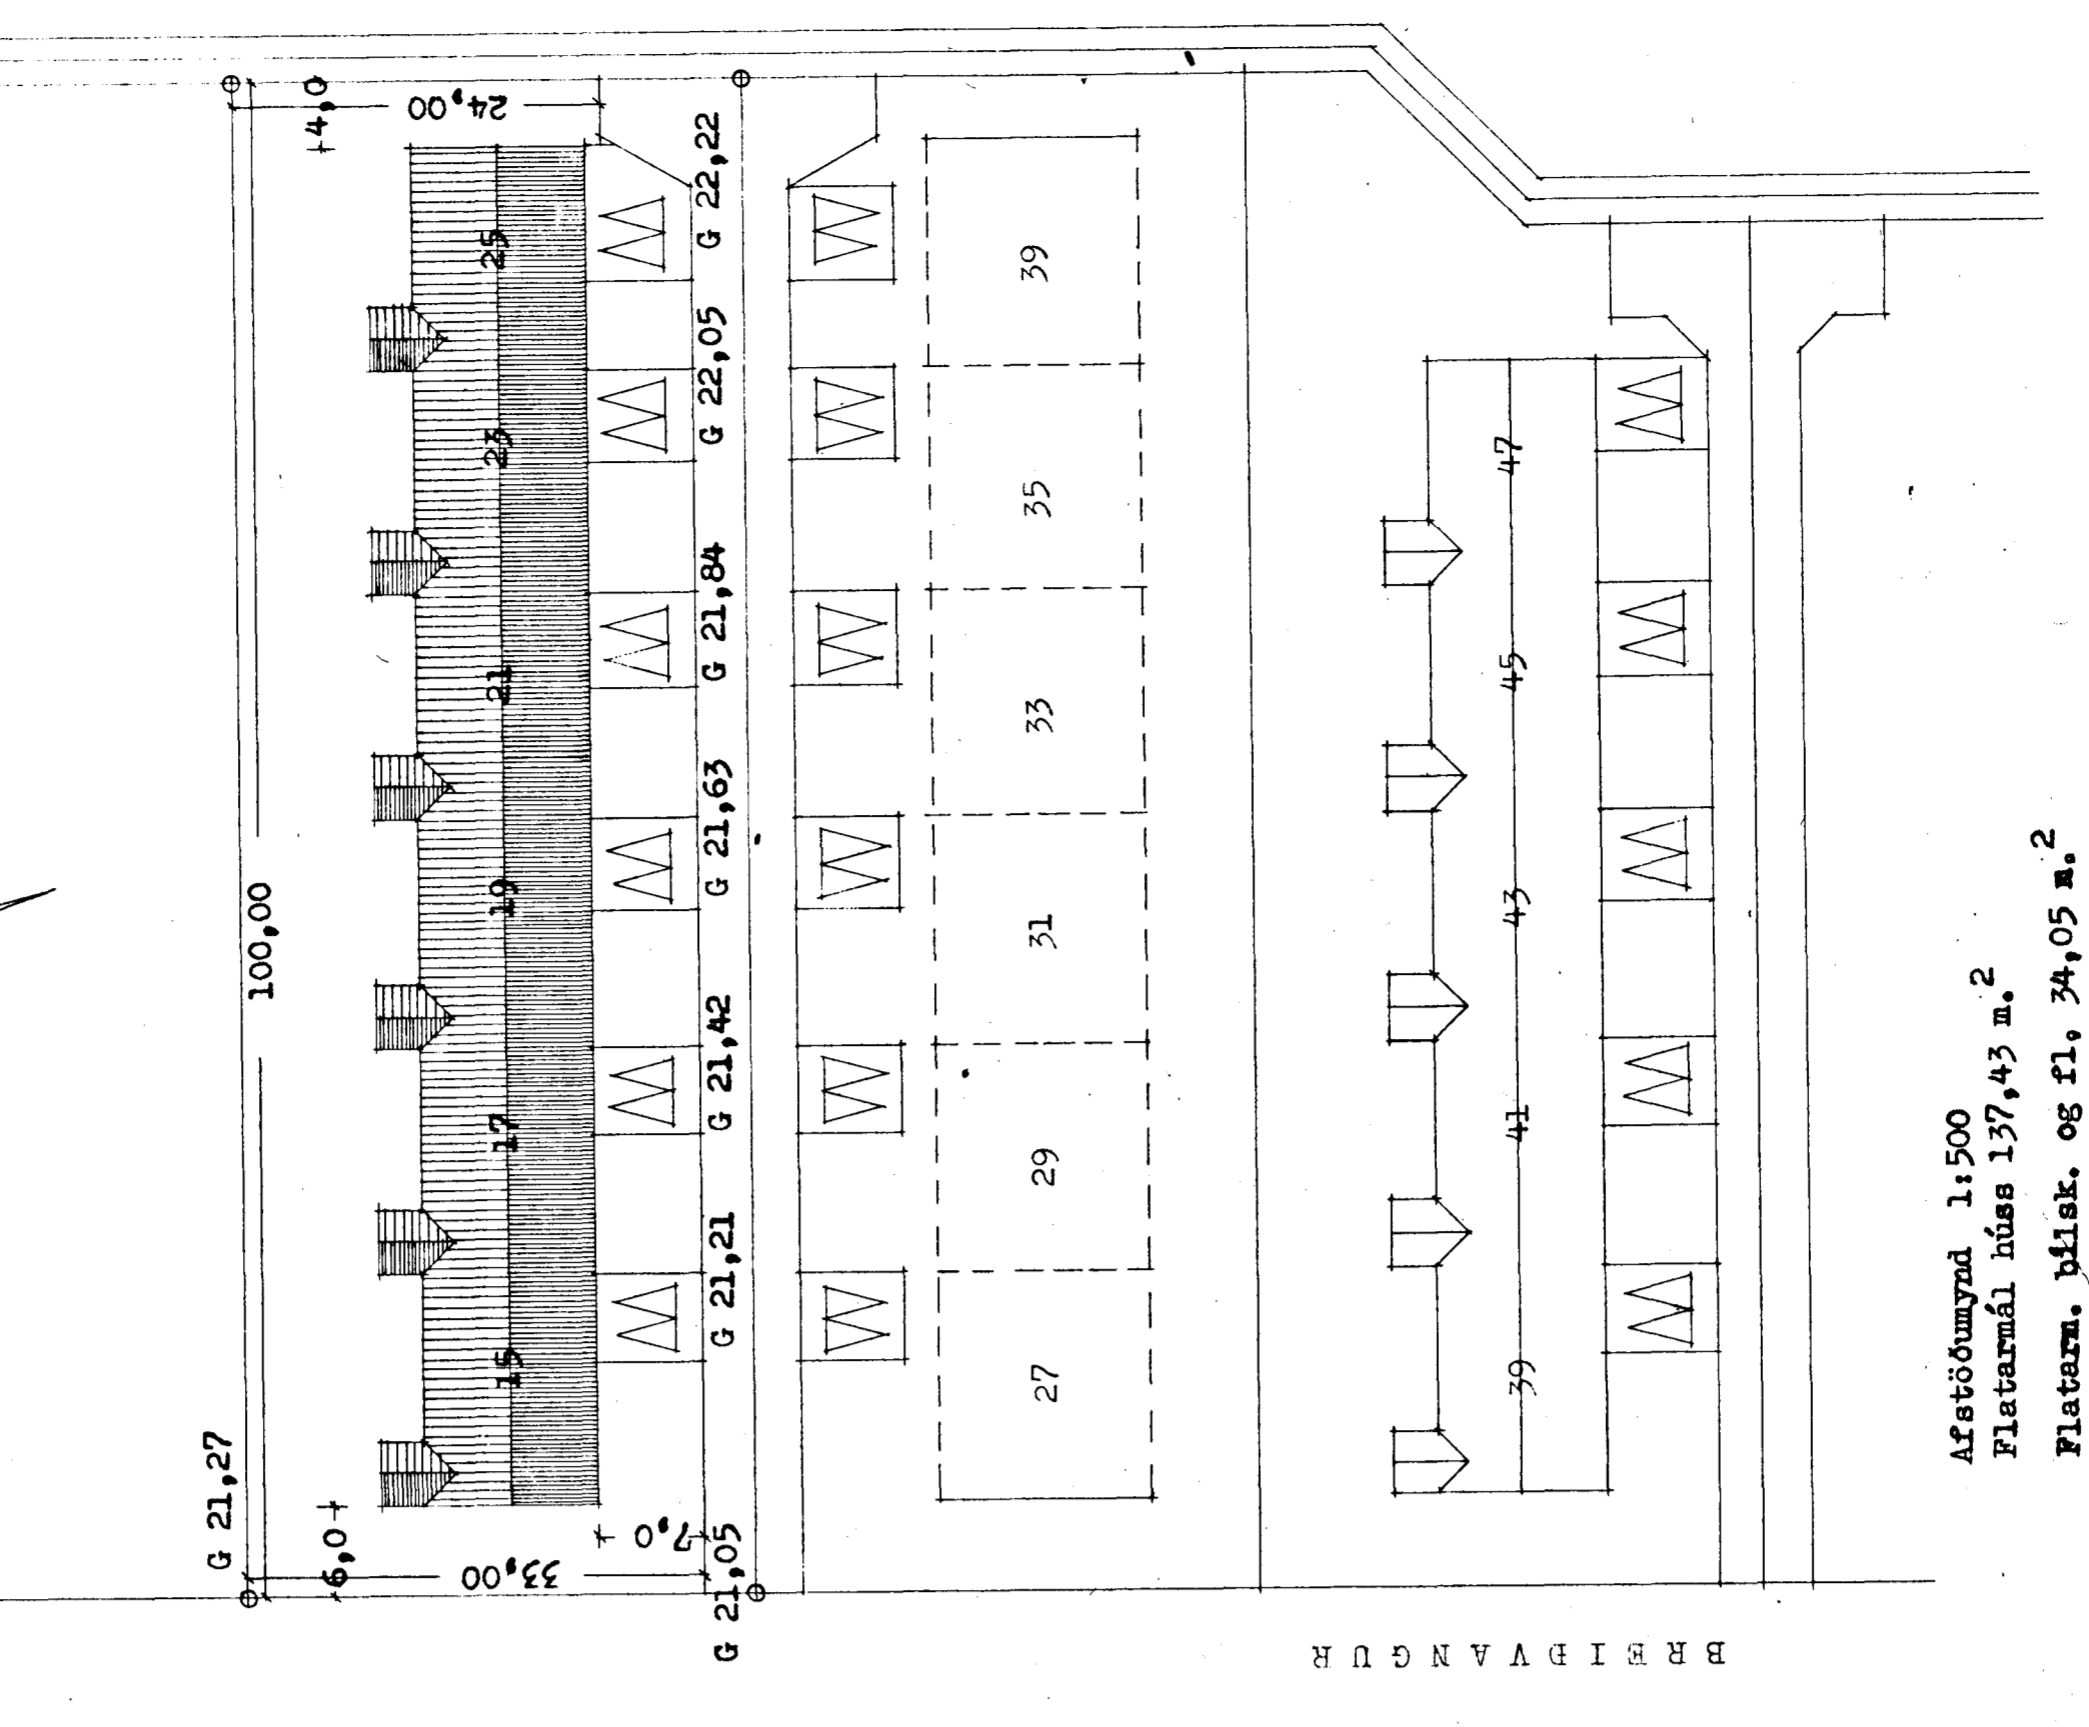 24,00
4,0
G 22,22
25
39
G 22,05
23
35
47
G 21,84
21
33
45
G 21,63
19
31
43
100,00
G 21,42
17
29
41
G 21,21
15
27
39
G 21,27
6,0
7,0
33,00
G 21,05
BREIÐVANGUR
Afstöðumynd 1:500
Flatarmál húss 137,43 m.²
Flatarm. bílsk. og fl, 34,05 m.²